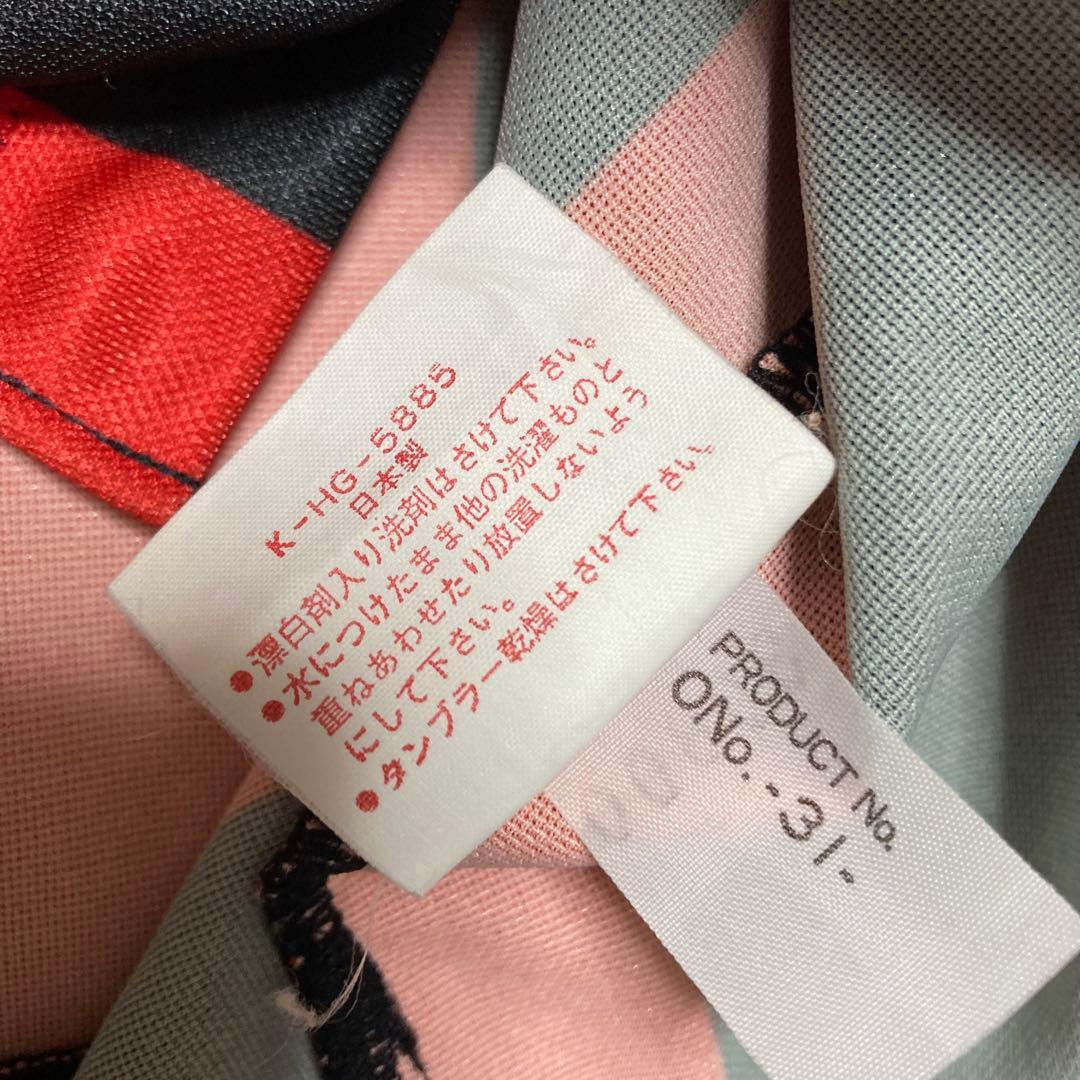 K-HG-5885
日本製
●漂白剤入り洗剤はさけて下さい。
●水につけたまま他の洗濯ものと
重ねあわせたり放置しないよう
にして下さい。
●タンブラー乾燥はさけて下さい。
PRODUCT No.
ONo.-31-